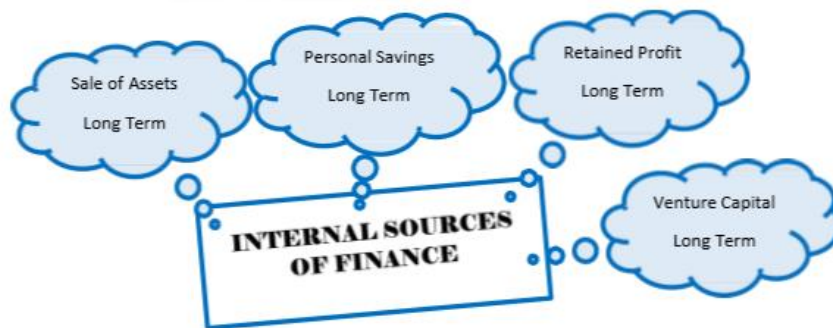 Sale of Assets
Long Term
Personal Savings
Long Term
Retained Profit
Long Term
Venture Capital
Long Term
INTERNAL SOURCES
OF FINANCE